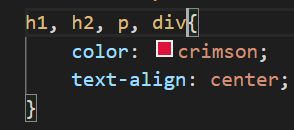 h1, h2, p, div{
    color: crimson;
    text-align: center;
}